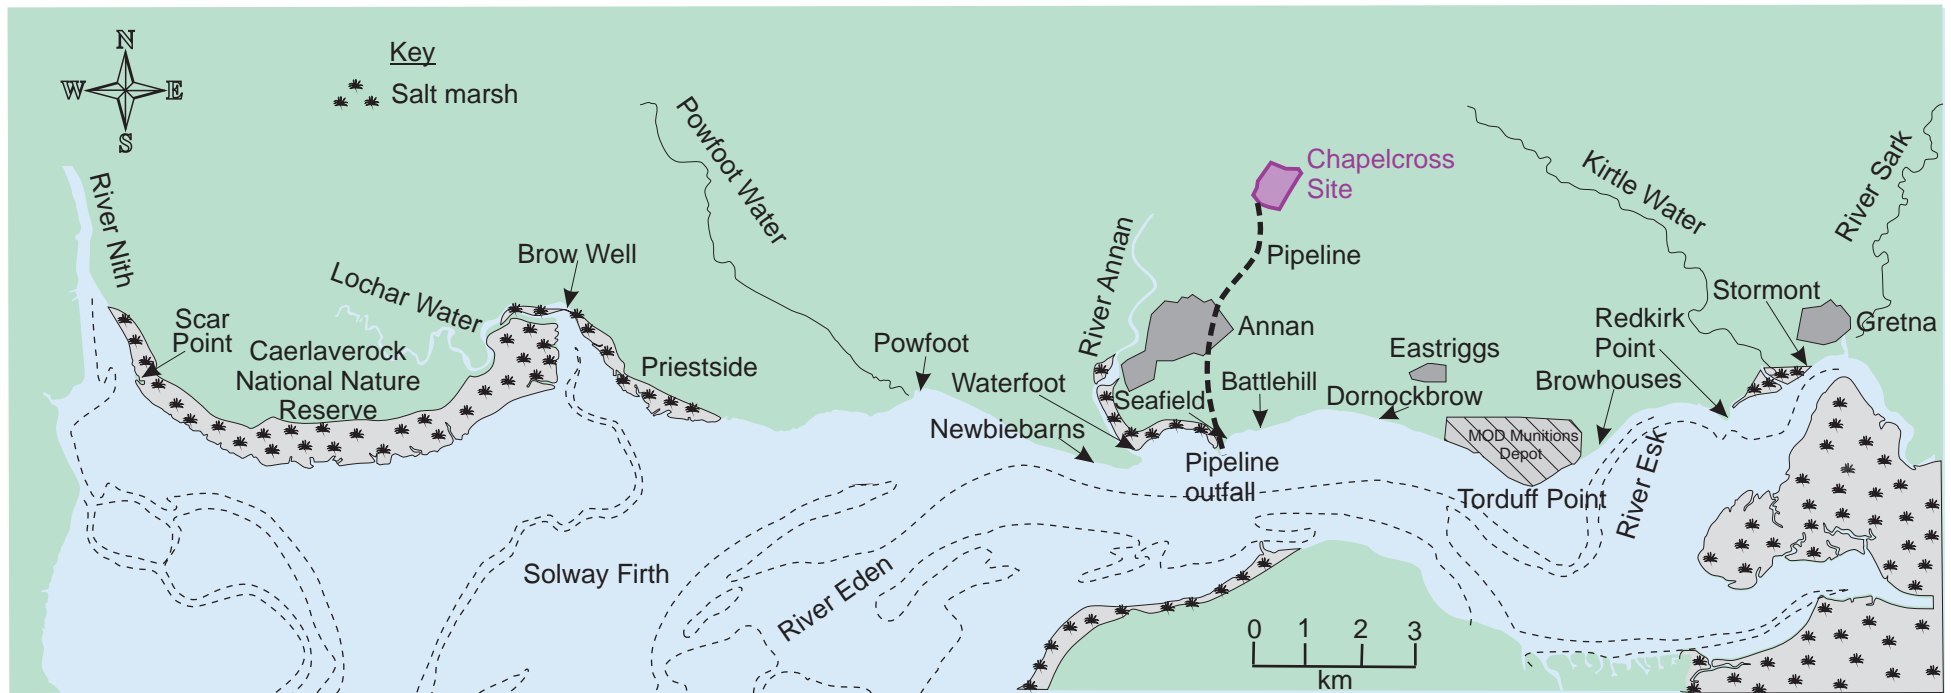 N
W
E
S
Key
Salt marsh
River Nith
Scar
Point
Caerlaverock
National Nature
Reserve
Lochar Water
Brow Well
Priestside
Powfoot Water
Powfoot
Newbiebarns
Waterfoot
River Annan
Seafield
Chapelcross
Site
Pipeline
Annan
Battlehill
Pipeline
outfall
Eastriggs
Dornockbrow
MOD Munitions
Depot
Torduff Point
Browhouses
Redkirk
Point
Kirtle Water
Stormont
River Sark
Gretna
River Esk
Solway Firth
River Eden
0 1 2 3
km